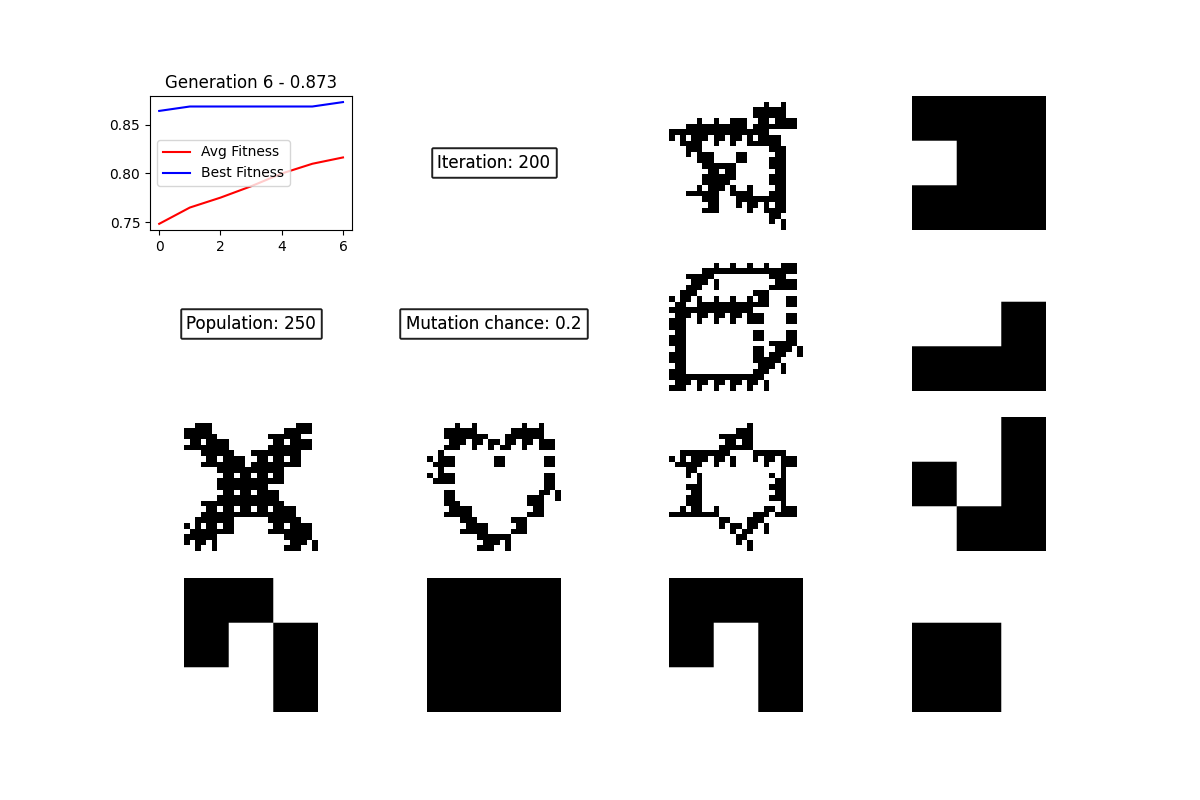 Generation 6 - 0.873
0.85
0.80
0.75
Avg Fitness
Best Fitness
0 2 4 6
Iteration: 200
Population: 250
Mutation chance: 0.2